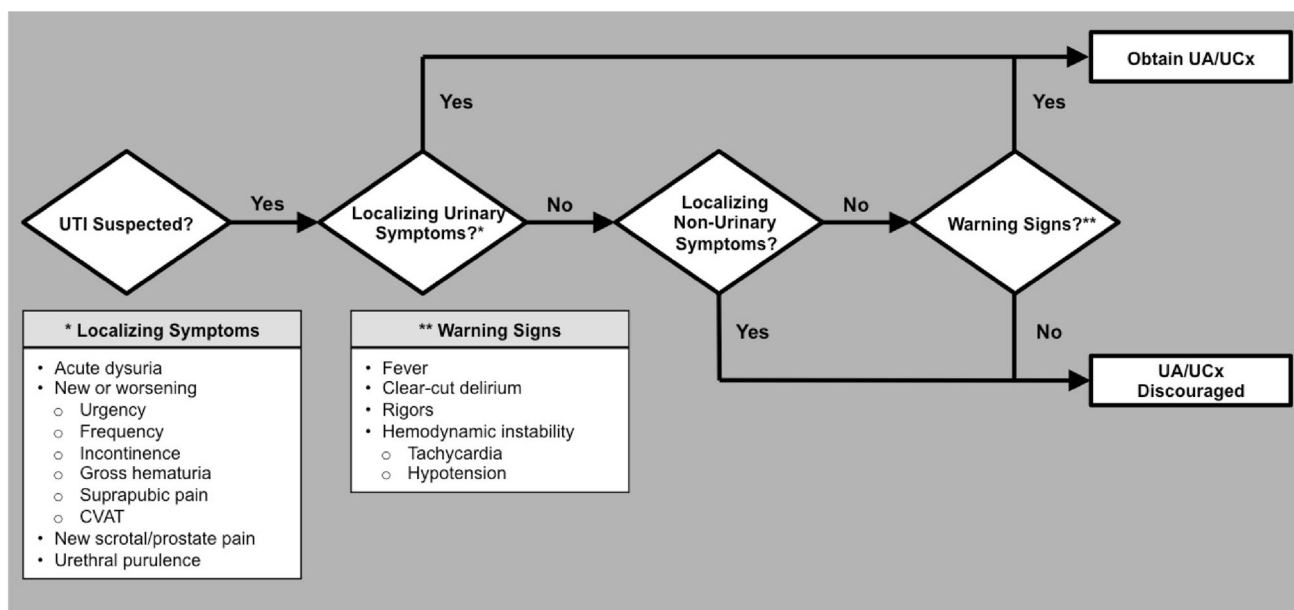 Obtain UA/UCx
Yes
Yes
UTI Suspected?
Yes
Localizing Urinary
Symptoms?*
No
Localizing
Non-Urinary
Symptoms?
No
Warning Signs?**
Yes
No
UA/UCx
Discouraged
* Localizing Symptoms
• Acute dysuria
• New or worsening
o Urgency
o Frequency
o Incontinence
o Gross hematuria
o Suprapubic pain
o CVAT
• New scrotal/prostate pain
• Urethral purulence
** Warning Signs
• Fever
• Clear-cut delirium
• Rigors
• Hemodynamic instability
o Tachycardia
o Hypotension